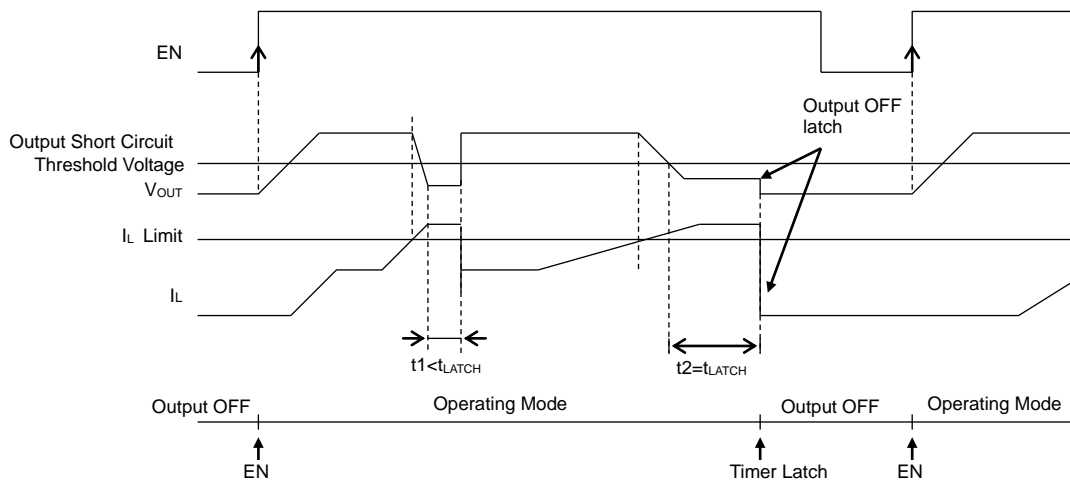 EN
Output OFF
latch
Output Short Circuit
Threshold Voltage
VOUT
IL Limit
IL
t1<tLATCH
t2=tLATCH
Output OFF
Operating Mode
Output OFF
Operating Mode
EN
Timer Latch
EN